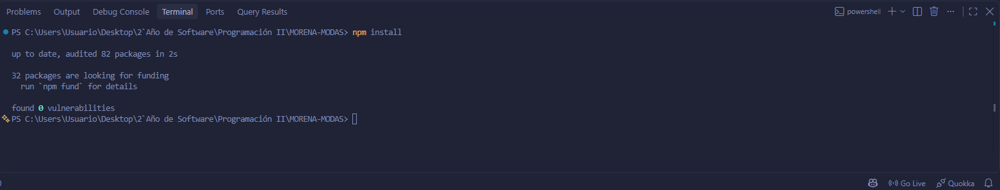 Problems Output Debug Console Terminal Ports Query Results powershell
PS C:\Users\Usuario\Desktop\2`Año de Software\Programación II\MORENA-MODAS> npm install
up to date, audited 82 packages in 2s
32 packages are looking for funding
run `npm fund` for details
found 0 vulnerabilities
PS C:\Users\Usuario\Desktop\2`Año de Software\Programación II\MORENA-MODAS>
Go Live Quokka